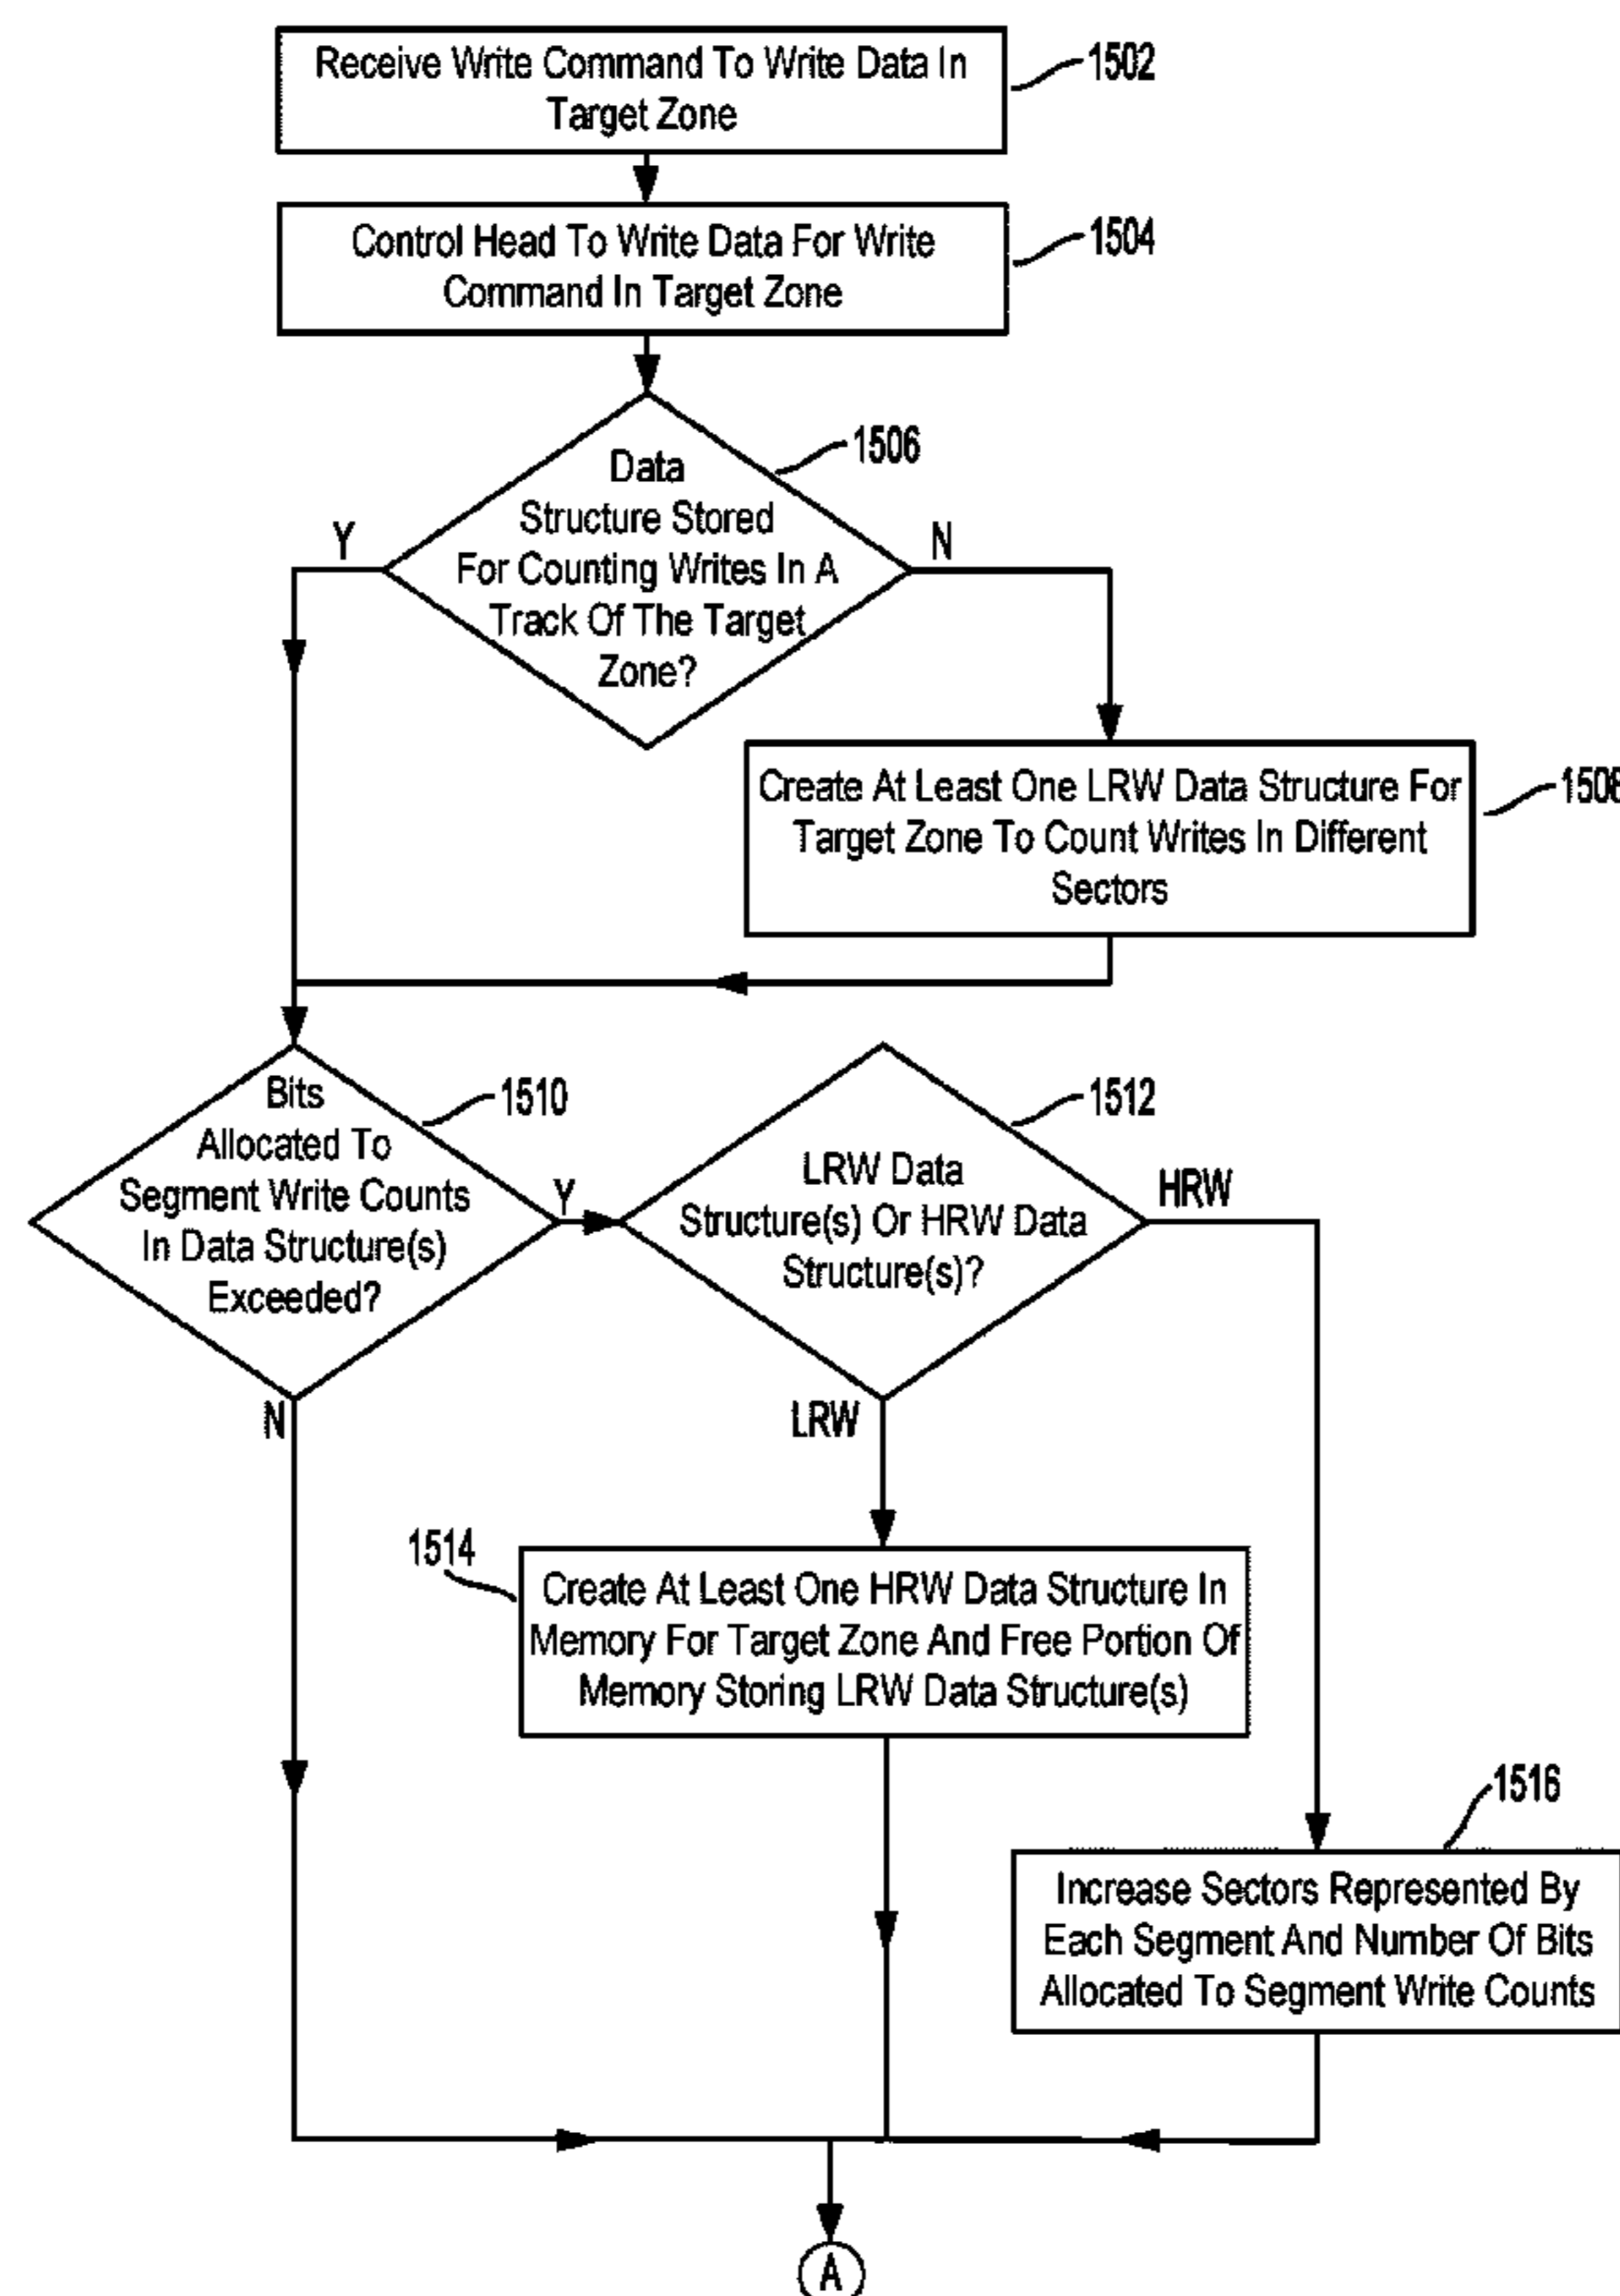 Receive Write Command To Write Data In
Target Zone
1502
Control Head To Write Data For Write
Command In Target Zone
1504
Data
Structure Stored
For Counting Writes In A
Track Of The Target
Zone?
1506
Y
N
Create At Least One LRW Data Structure For
Target Zone To Count Writes In Different
Sectors
1508
Bits
Allocated To
Segment Write Counts
In Data Structure(s)
Exceeded?
1510
Y
N
LRW Data
Structure(s) Or HRW Data
Structure(s)?
1512
HRW
LRW
1514
Create At Least One HRW Data Structure In
Memory For Target Zone And Free Portion Of
Memory Storing LRW Data Structure(s)
1516
Increase Sectors Represented By
Each Segment And Number Of Bits
Allocated To Segment Write Counts
A